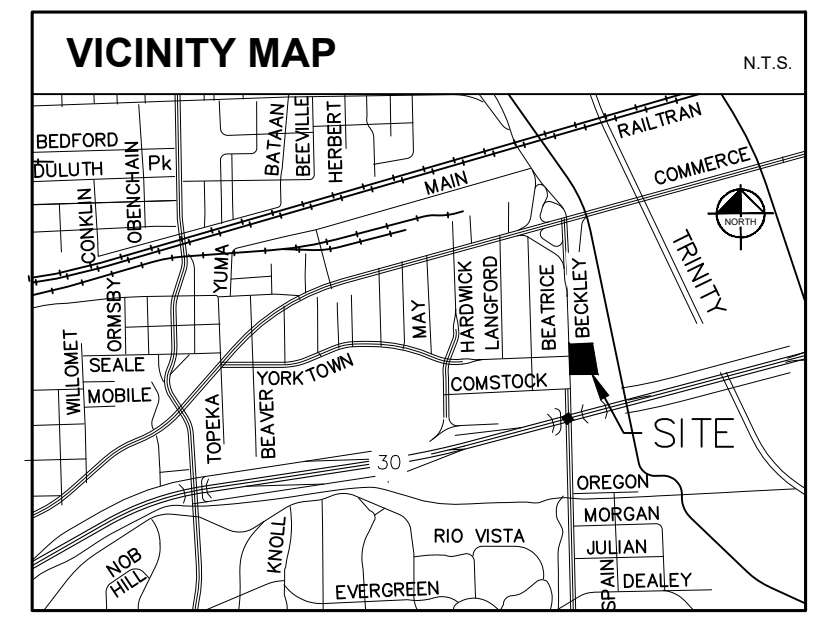 VICINITY MAP
N.T.S.
BEDFORD
DULUTH
Pk
CONKLIN
OBENCHAIN
BATAAN
BEEVILLE
HERBERT
RAILTRAN
MAIN
COMMERCE
NORTH
TRINITY
YUMA
ORMSBY
WILLOMET
SEALE
MOBILE
MAY
HARDWICK
LANGFORD
BEATRICE
BECKLEY
YORKTOWN
COMSTOCK
TOPEKA
BEAVER
SITE
30
OREGON
MORGAN
JULIAN
SPAIN
DEALEY
RIO VISTA
KNOLL
NOB
HILL
EVERGREEN